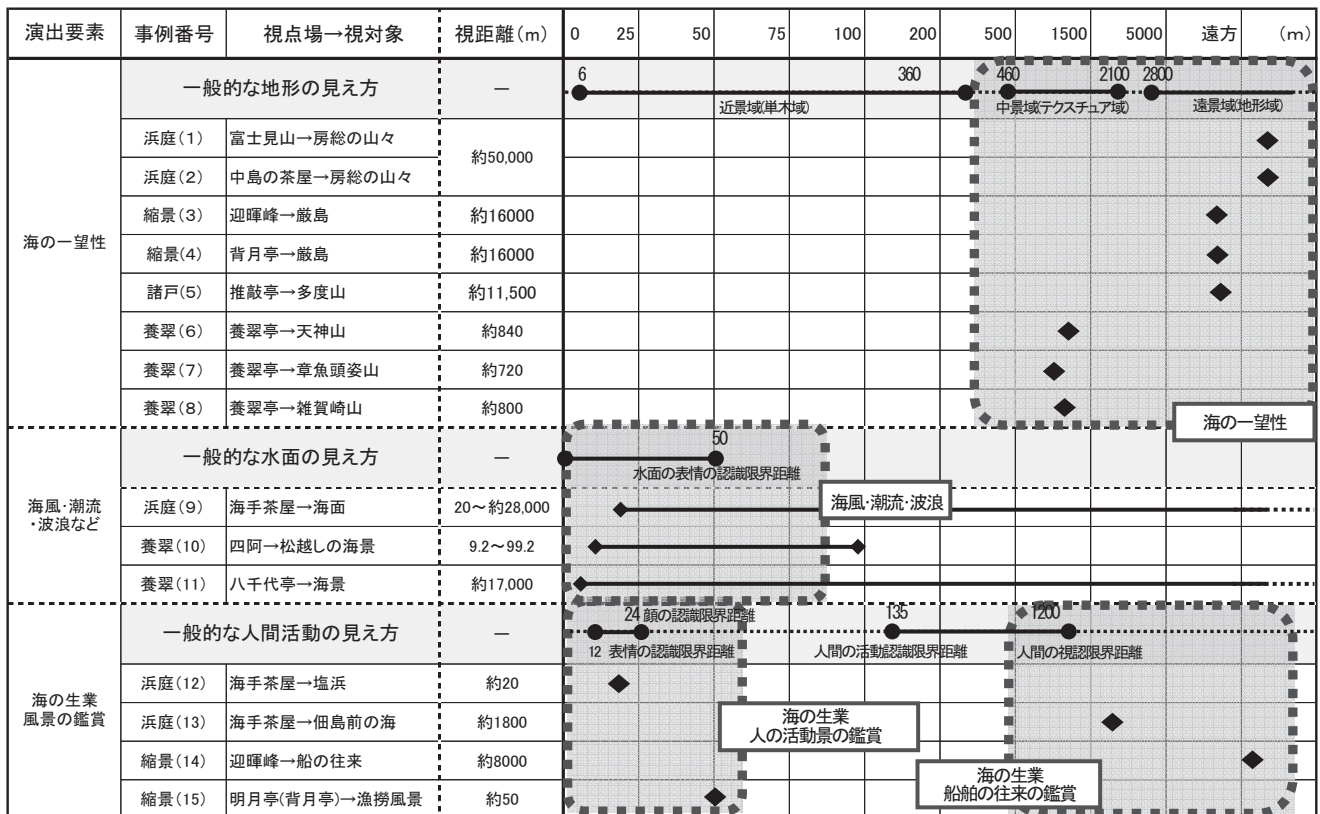 演出要素 事例番号 視点場→視対象 視距離(m) 0 25 50 75 100 200 500 1500 5000 遠方 (m)
海の一望性
一般的な地形の見え方 — 6 360 460 2100 2800
近景域(単木域) 中景域(テクスチュア域) 遠景域(地形域)
浜庭(1) 富士見山→房総の山々 約50,000
浜庭(2) 中島の茶屋→房総の山々
縮景(3) 迎暉峰→厳島 約16000
縮景(4) 背月亭→厳島 約16000
諸戸(5) 推敲亭→多度山 約11,500
養翠(6) 養翠亭→天神山 約840
養翠(7) 養翠亭→章魚頭姿山 約720
養翠(8) 養翠亭→雑賀崎山 約800
海の一望性
海風・潮流
・波浪など
一般的な水面の見え方 — 50
水面の表情の認識限界距離
浜庭(9) 海手茶屋→海面 20～約28,000
海風・潮流・波浪
養翠(10) 四阿→松越しの海景 9.2～99.2
養翠(11) 八千代亭→海景 約17,000
海の生業
風景の鑑賞
一般的な人間活動の見え方 — 24 顔の認識限界距離 135 1200
12 表情の認識限界距離 人間の活動認識限界距離 人間の視認限界距離
浜庭(12) 海手茶屋→塩浜 約20
浜庭(13) 海手茶屋→佃島前の海 約1800
海の生業
人の活動景の鑑賞
縮景(14) 迎暉峰→船の往来 約8000
海の生業
船舶の往来の鑑賞
縮景(15) 明月亭(背月亭)→漁撈風景 約50